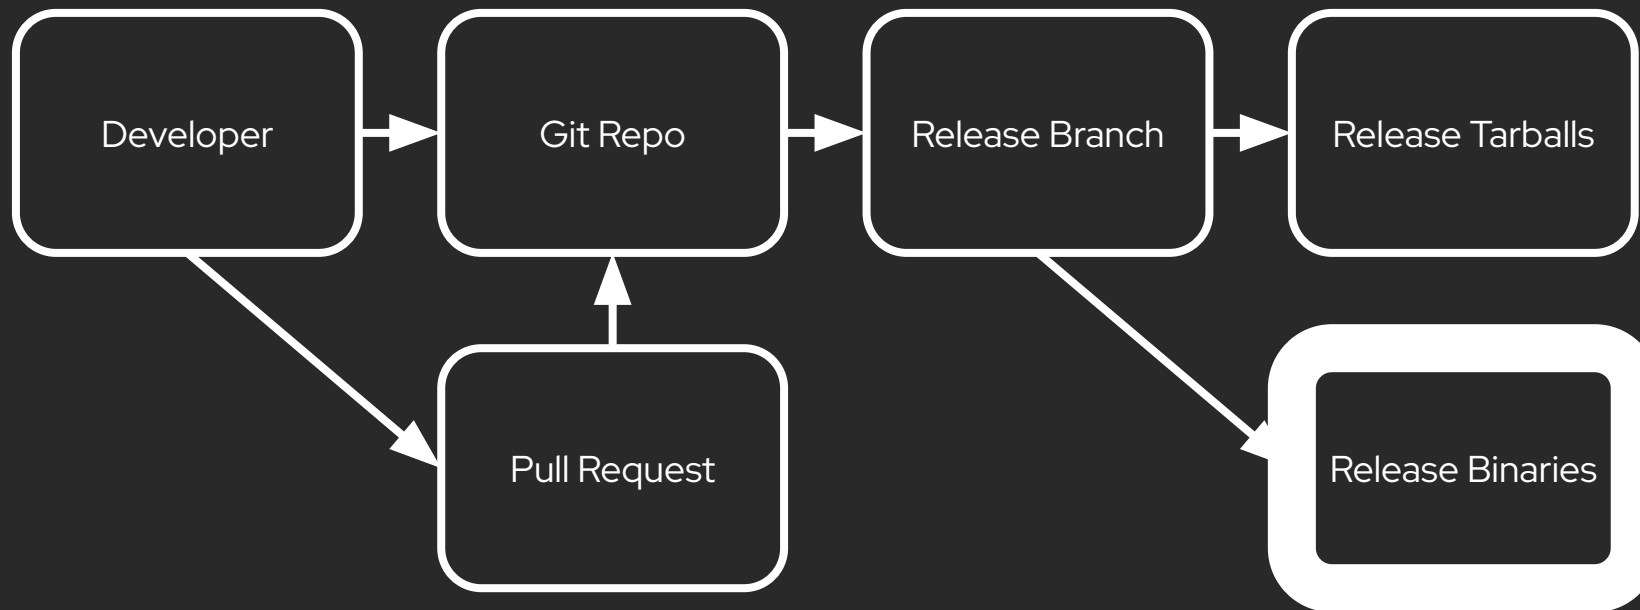 Developer
Git Repo
Release Branch
Release Tarballs
Pull Request
Release Binaries